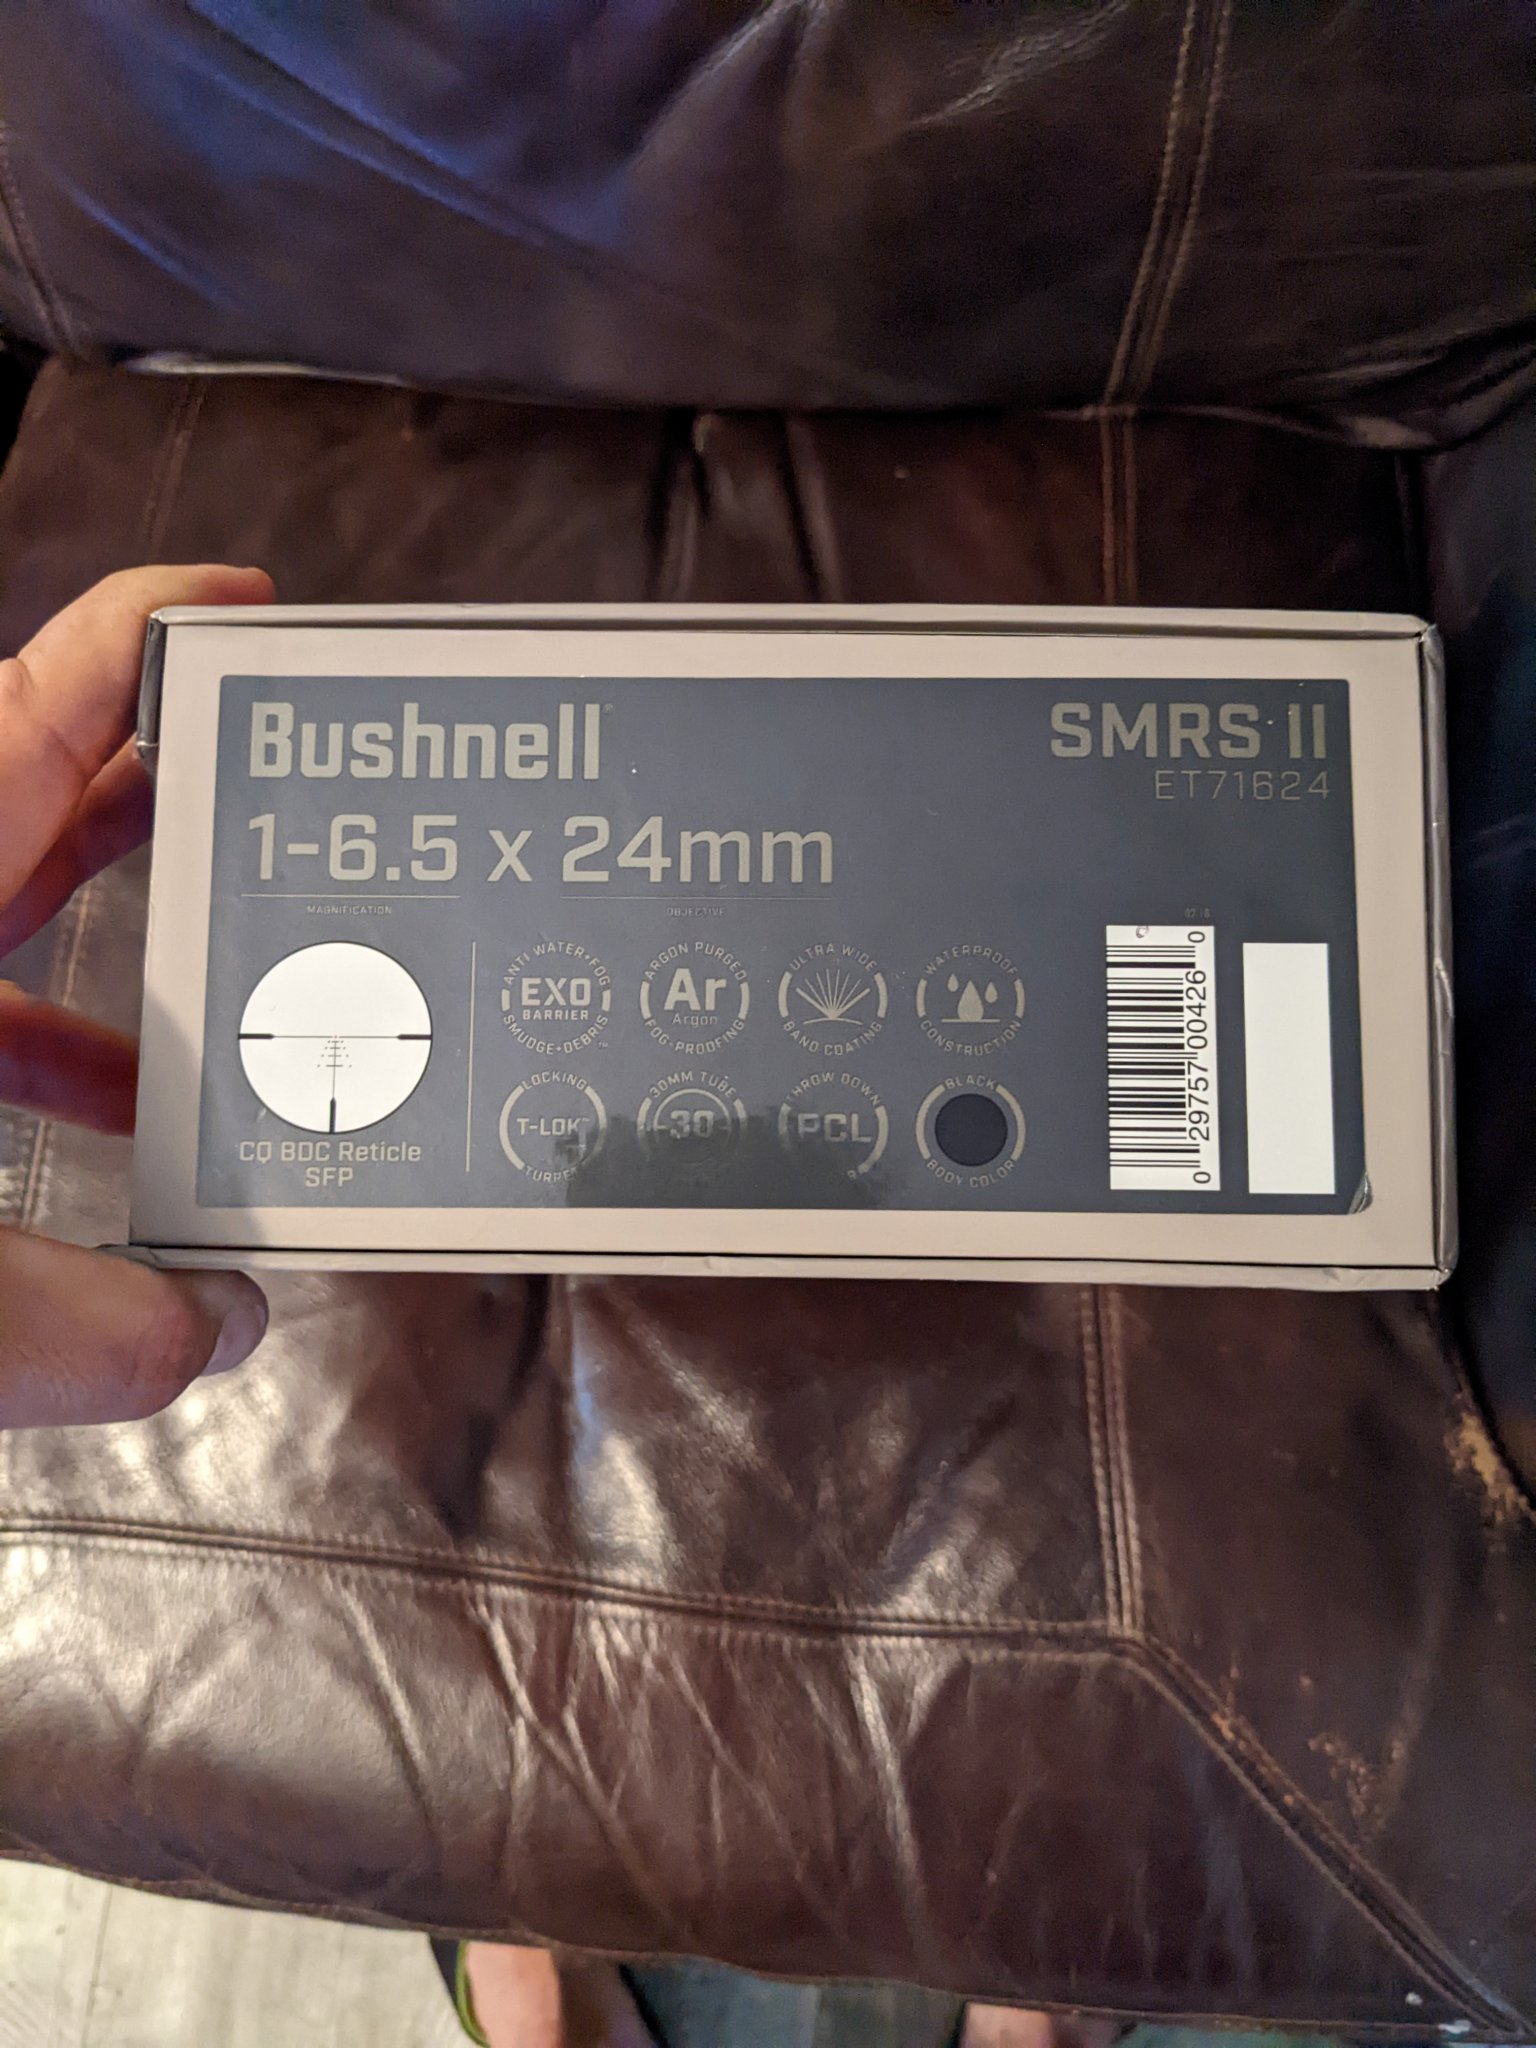 Bushnell®
SMRS II
ET71624
1-6.5 x 24mm
MAGNIFICATION
OBJECTIVE
CQ BDC Reticle
SFP
ANTI WATER+FOG
EXO
BARRIER
SMUDGE+DEBRIS™
ARGON PURGED
Ar
Argon
FOG-PROOFING
ULTRA WIDE
BAND COATING
WATERPROOF
CONSTRUCTION
LOCKING
T-LOK™
30MM TUBE
30
THROW DOWN
PCL
BLACK
BODY COLOR
0 29757 00426 0